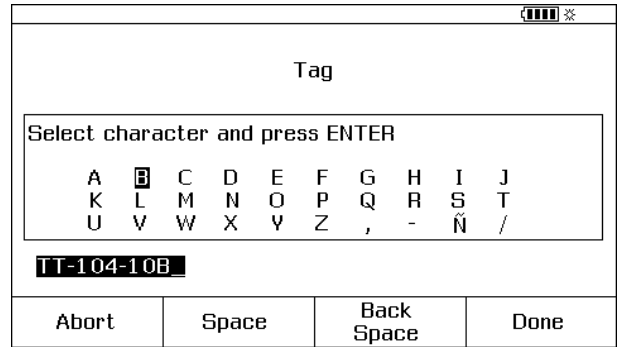 Tag
Select character and press ENTER
A B C D E F G H I J
K L M N O P Q R S T
U V W X Y Z , - Ñ /
TT-104-10B_
Abort Space Back Space Done